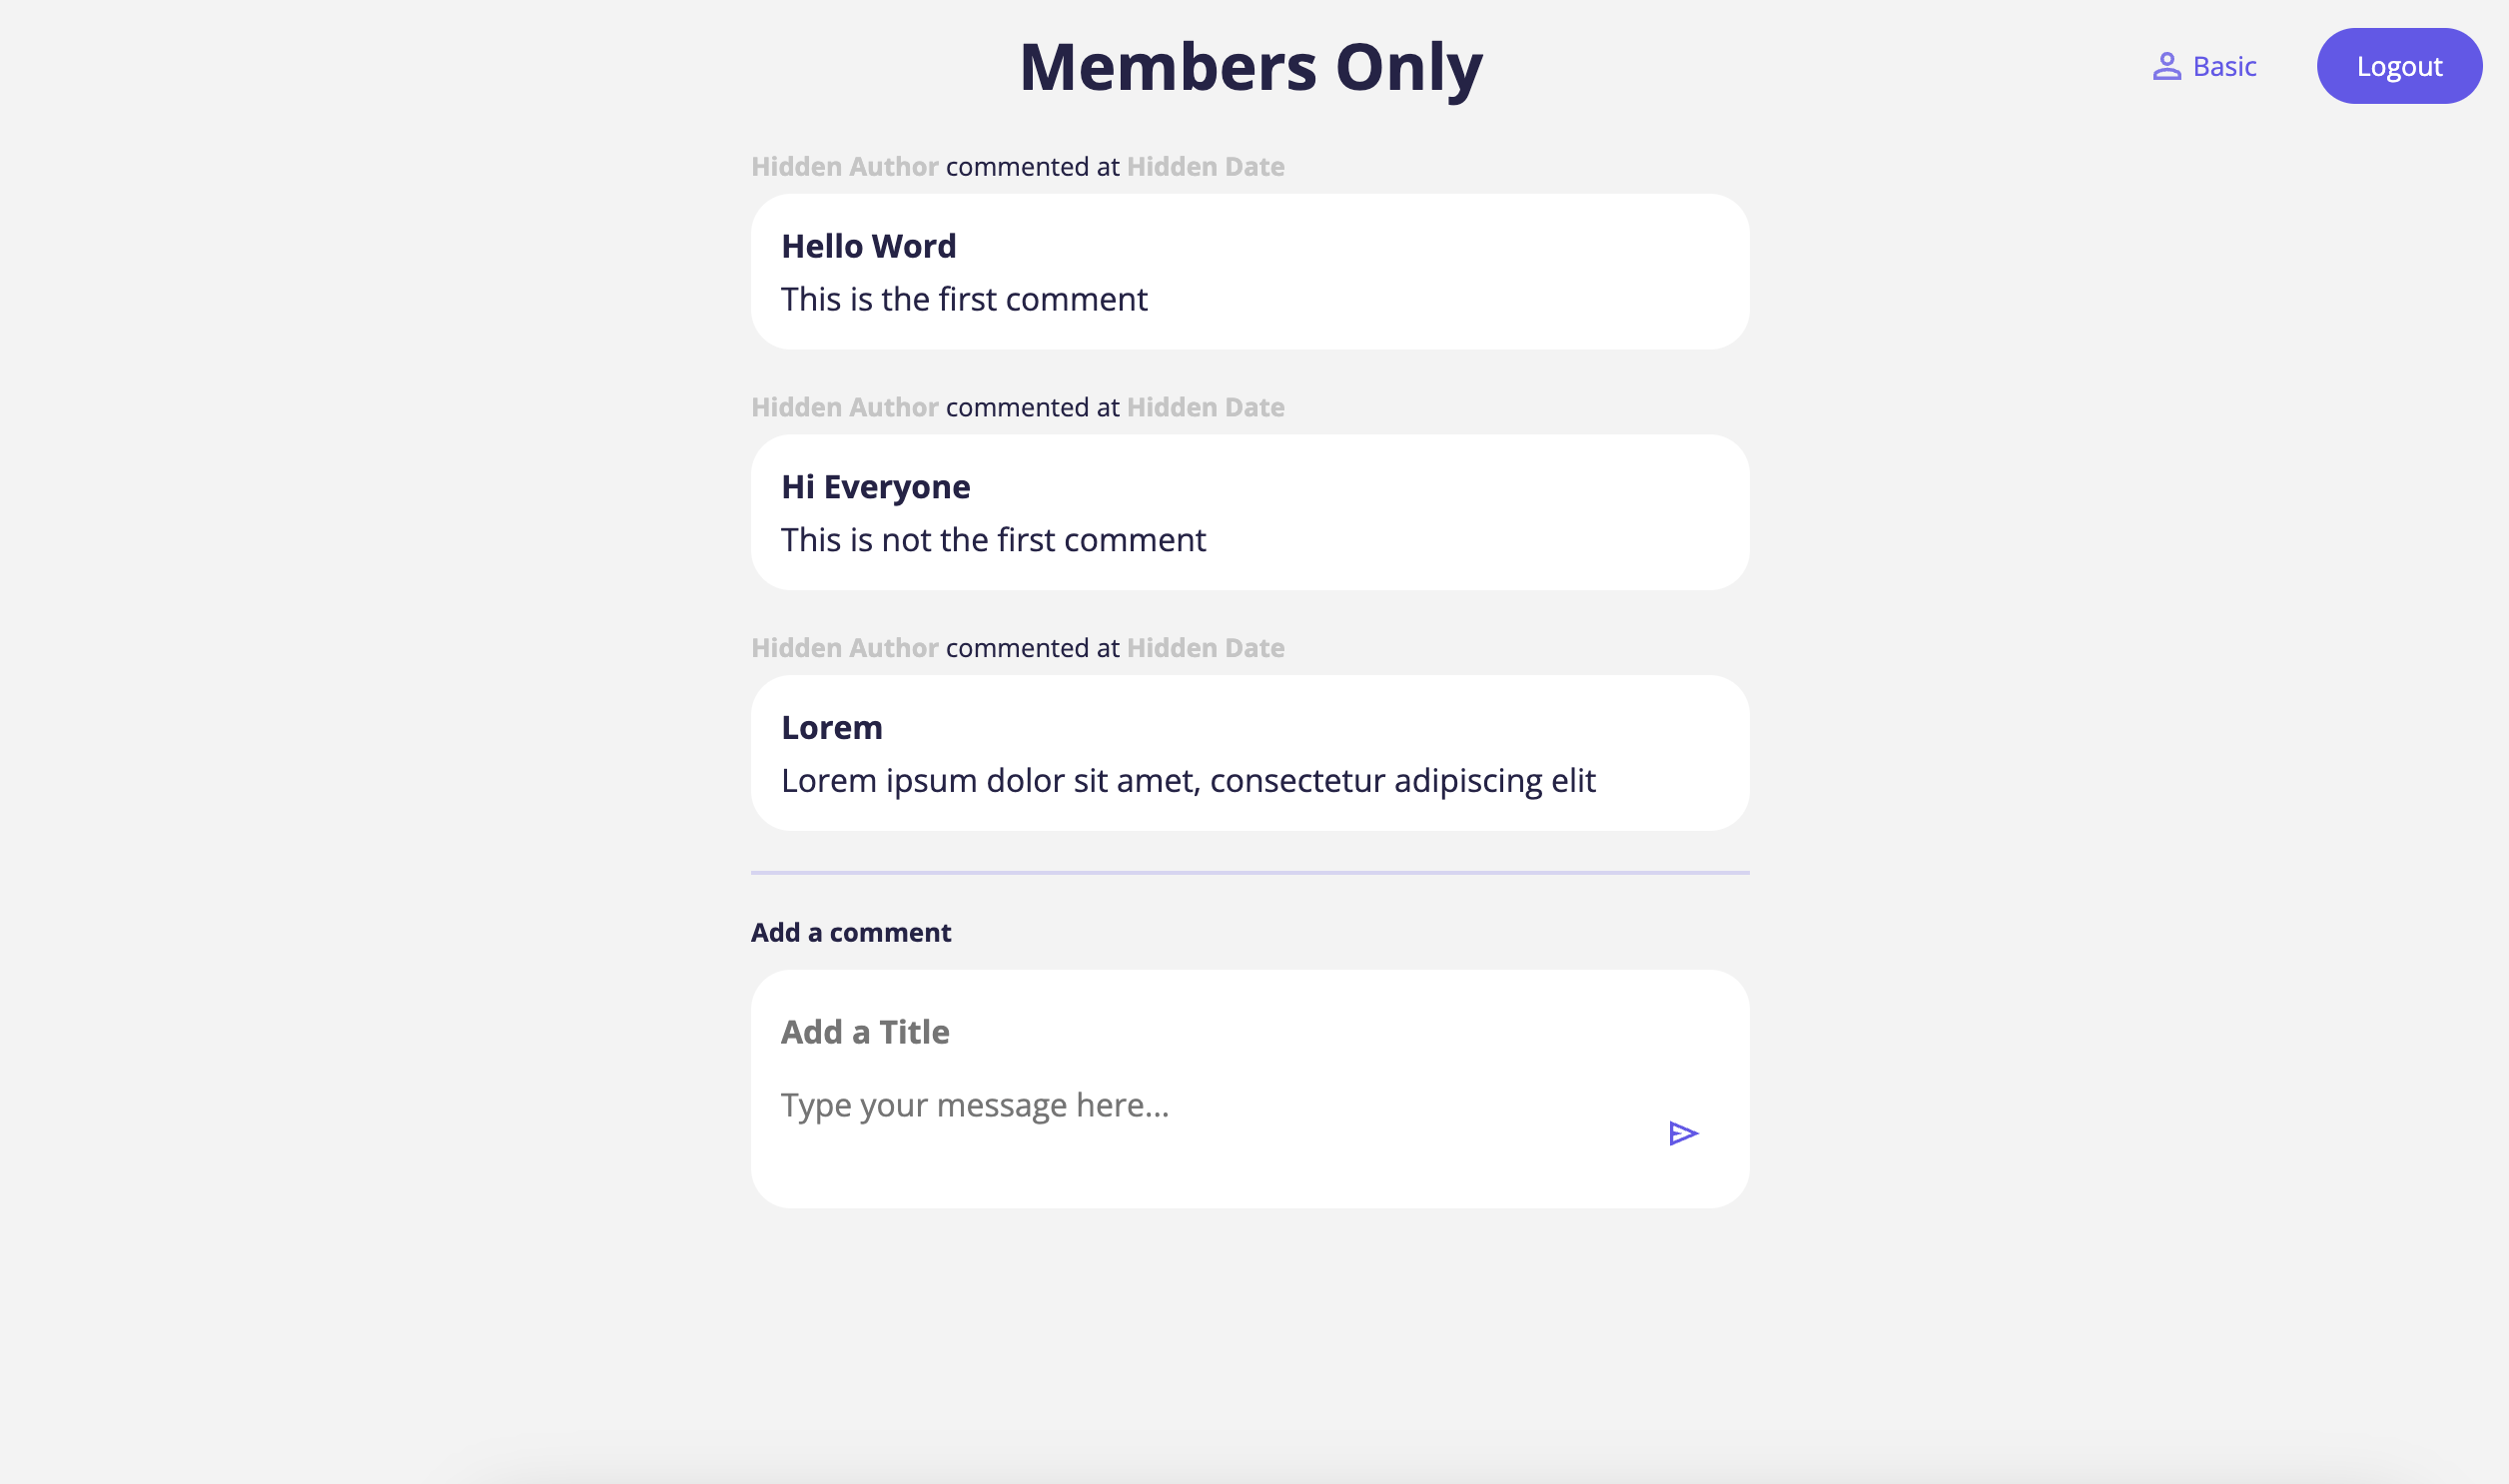 Members Only
Basic
Logout
Hidden Author commented at Hidden Date
Hello Word
This is the first comment
Hidden Author commented at Hidden Date
Hi Everyone
This is not the first comment
Hidden Author commented at Hidden Date
Lorem
Lorem ipsum dolor sit amet, consectetur adipiscing elit
Add a comment
Add a Title
Type your message here...